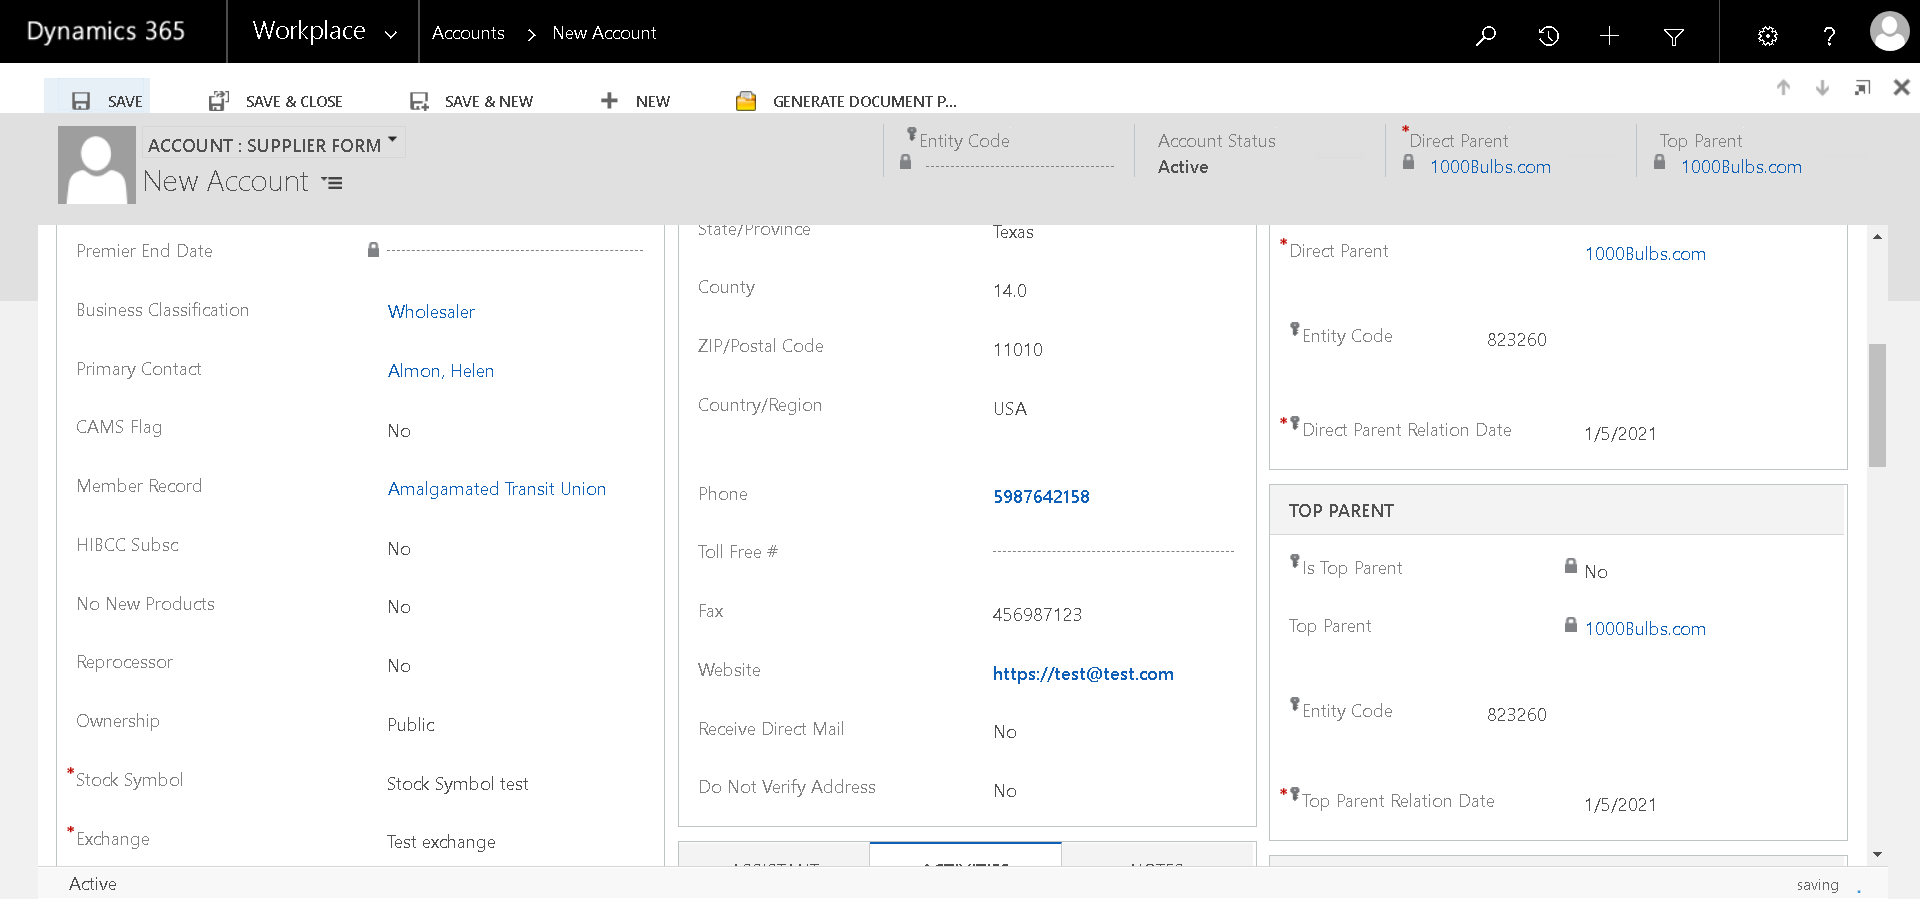 Dynamics 365
Workplace
Accounts > New Account
?
SAVE
SAVE & CLOSE
SAVE & NEW
NEW
GENERATE DOCUMENT P...
ACCOUNT : SUPPLIER FORM
New Account
Entity Code
Account Status
Active
*Direct Parent
1000Bulbs.com
Top Parent
1000Bulbs.com
Premier End Date
Business Classification Wholesaler
Primary Contact Almon, Helen
CAMS Flag No
Member Record Amalgamated Transit Union
HIBCC Subsc No
No New Products No
Reprocessor No
Ownership Public
*Stock Symbol Stock Symbol test
*Exchange Test exchange
State/Province Texas
County 14.0
ZIP/Postal Code 11010
Country/Region USA
Phone 5987642158
Toll Free #
Fax 456987123
Website https://test@test.com
Receive Direct Mail No
Do Not Verify Address No
ASSISTANT ACTIVITIES NOTES
*Direct Parent 1000Bulbs.com
Entity Code 823260
*Direct Parent Relation Date 1/5/2021
TOP PARENT
Is Top Parent No
Top Parent 1000Bulbs.com
Entity Code 823260
*Top Parent Relation Date 1/5/2021
Active
saving